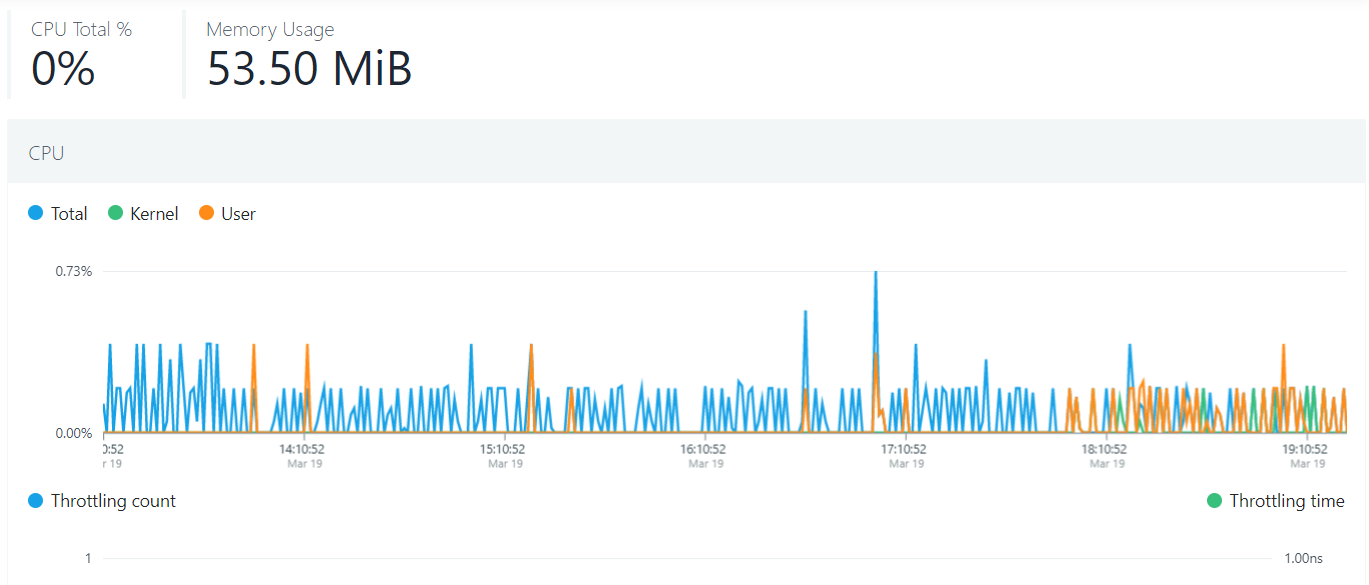 CPU Total % Memory Usage
0% 53.50 MiB
CPU
Total Kernel User
0.73%
0.00%
0:52 14:10:52 15:10:52 16:10:52 17:10:52 18:10:52 19:10:52
r 19 Mar 19 Mar 19 Mar 19 Mar 19 Mar 19 Mar 19
Throttling count Throttling time
1 1.00ns